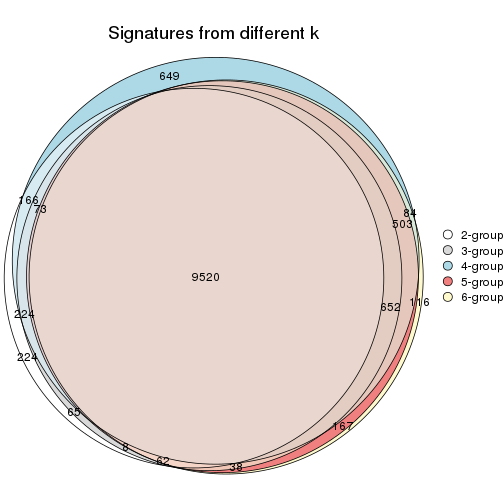 Signatures from different k
649
166
73
84
503
9520
116
652
224
224
65
167
8
62
38
2-group
3-group
4-group
5-group
6-group